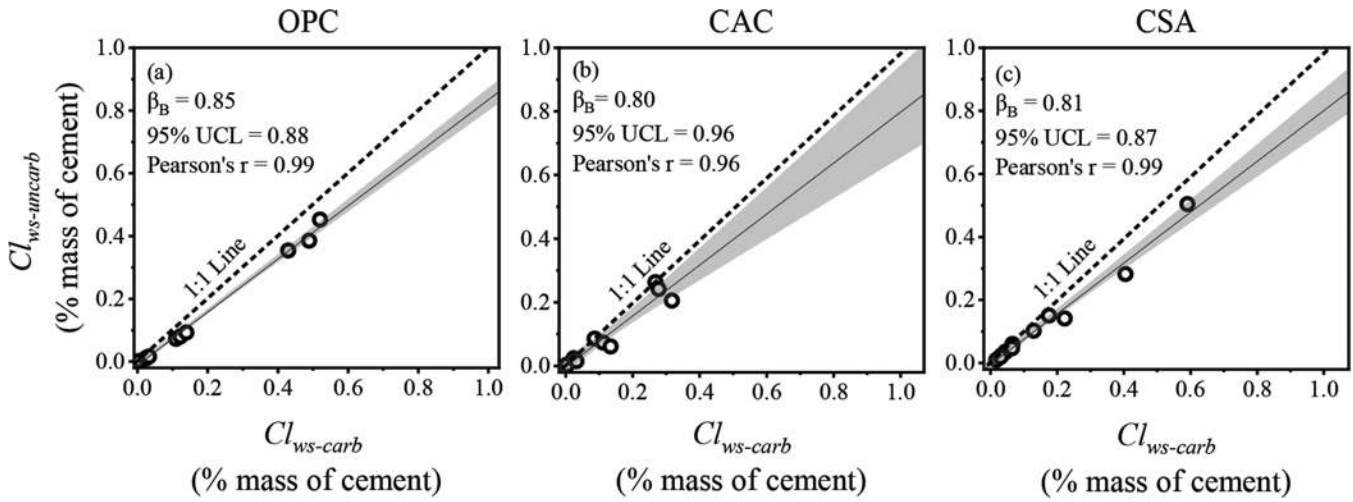 OPC
CAC
CSA
Cl_ws-uncarb
(% mass of cement)
(a)
β_B = 0.85
95% UCL = 0.88
Pearson's r = 0.99
1:1 Line
1.0
0.8
0.6
0.4
0.2
0.0
0.0 0.2 0.4 0.6 0.8 1.0
Cl_ws-carb
(% mass of cement)
(b)
β_B= 0.80
95% UCL = 0.96
Pearson's r = 0.96
1:1 Line
1.0
0.8
0.6
0.4
0.2
0.0
0.0 0.2 0.4 0.6 0.8 1.0
Cl_ws-carb
(% mass of cement)
(c)
β_B = 0.81
95% UCL = 0.87
Pearson's r = 0.99
1:1 Line
1.0
0.8
0.6
0.4
0.2
0.0
0.0 0.2 0.4 0.6 0.8 1.0
Cl_ws-carb
(% mass of cement)